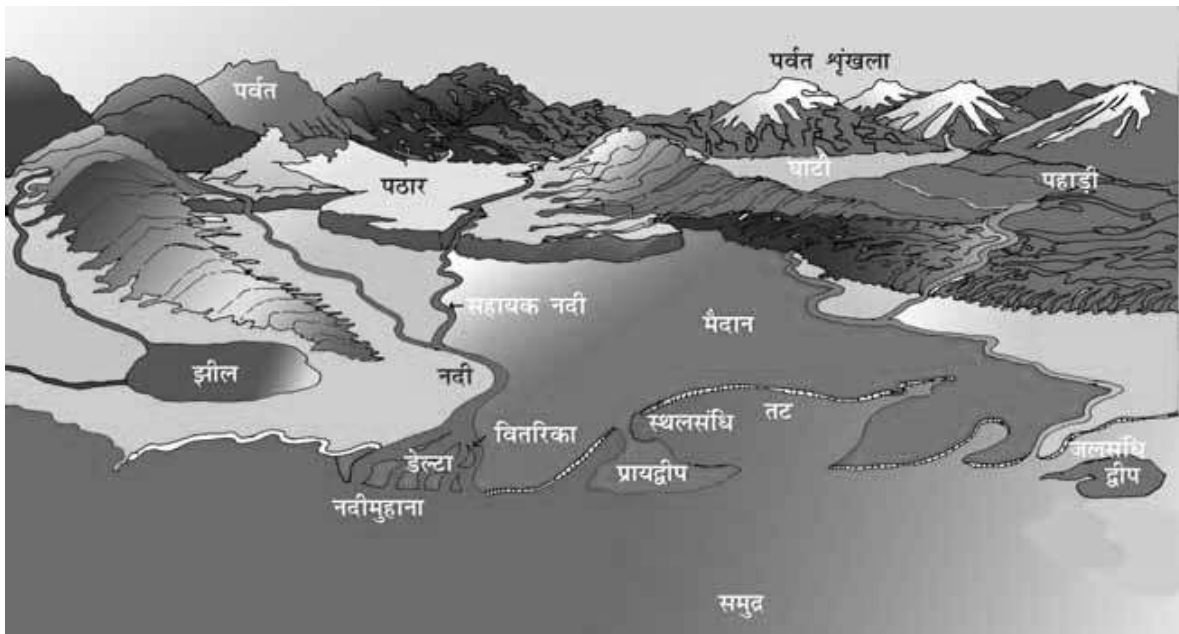 पर्वत शृंखला
पर्वत
घाटी
पठार
पहाड़ी
सहायक नदी
मैदान
झील
नदी
तट
स्थलसंधि
वितरिका
जलसंधि
डेल्टा
प्रायद्वीप
द्वीप
नदीमुहाना
समुद्र